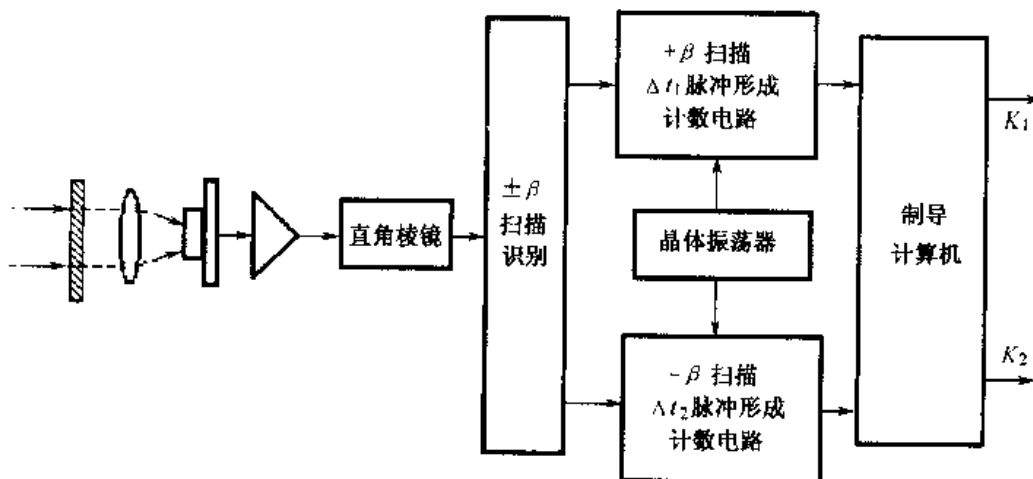 直角棱镜
±β
扫描
识别
+β 扫描
Δt₁脉冲形成
计数电路
晶体振荡器
-β 扫描
Δt₂脉冲形成
计数电路
制导
计算机
K₁
K₂